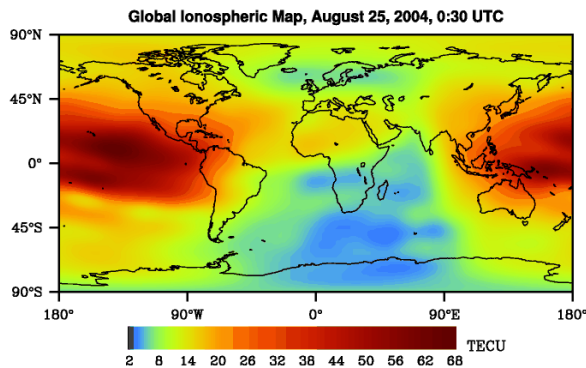 Global Ionospheric Map, August 25, 2004, 0:30 UTC
90°N
45°N
0°
45°S
90°S
180° 90°W 0° 90°E 180°
2 8 14 20 26 32 38 44 50 56 62 68 TECU